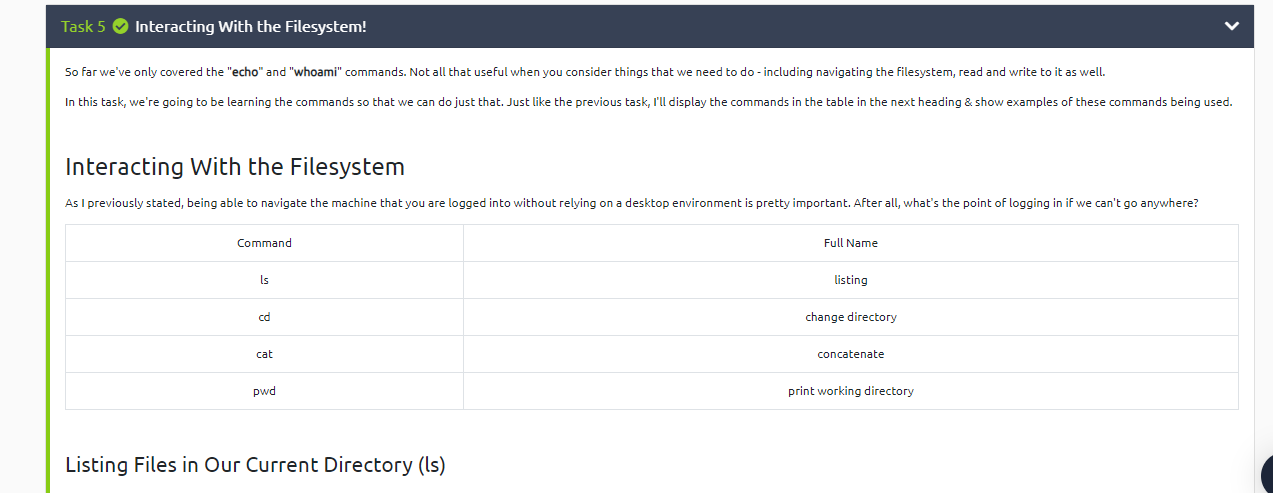 Task 5 Interacting With the Filesystem!
So far we've only covered the "echo" and "whoami" commands. Not all that useful when you consider things that we need to do - including navigating the filesystem, read and write to it as well.
In this task, we're going to be learning the commands so that we can do just that. Just like the previous task, I'll display the commands in the table in the next heading & show examples of these commands being used.
Interacting With the Filesystem
As I previously stated, being able to navigate the machine that you are logged into without relying on a desktop environment is pretty important. After all, what's the point of logging in if we can't go anywhere?
Command Full Name
ls listing
cd change directory
cat concatenate
pwd print working directory
Listing Files in Our Current Directory (ls)